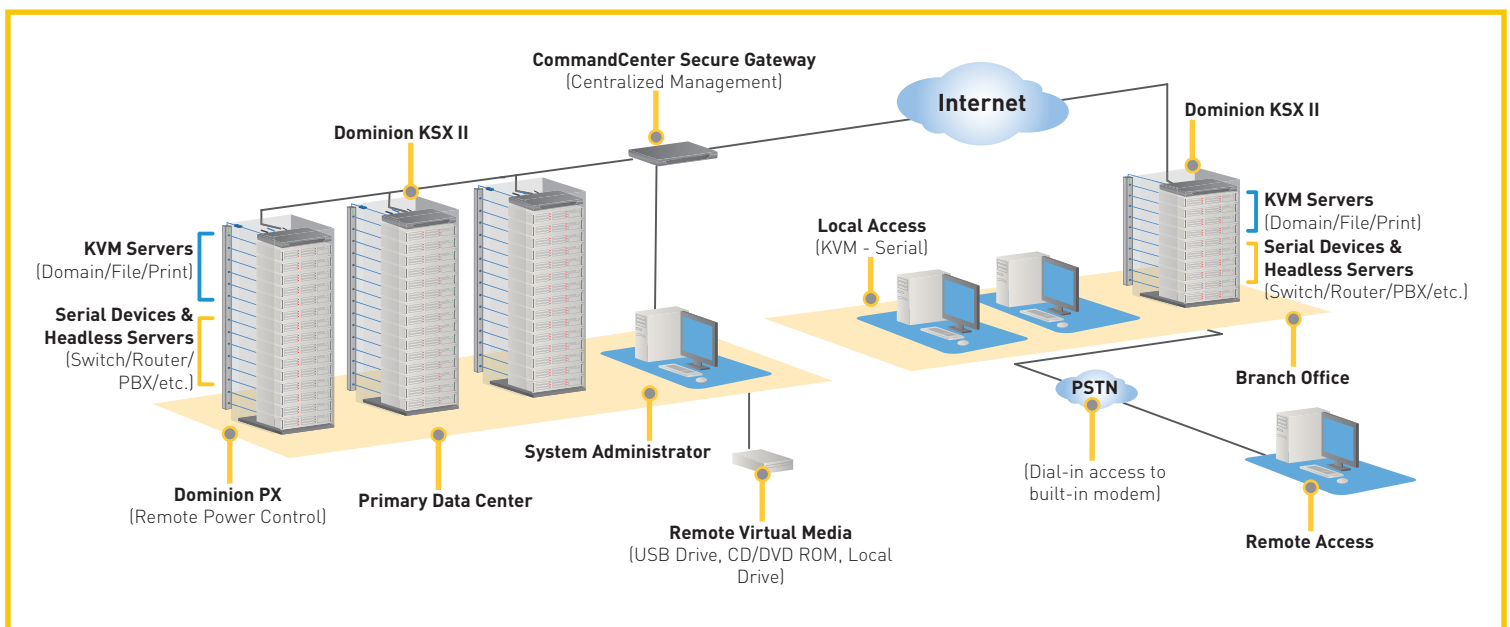 CommandCenter Secure Gateway
(Centralized Management)
Internet
Dominion KSX II
Dominion KSX II
KVM Servers
(Domain/File/Print)
Serial Devices &
Headless Servers
(Switch/Router/
PBX/etc.)
Local Access
(KVM - Serial)
KVM Servers
(Domain/File/Print)
Serial Devices &
Headless Servers
(Switch/Router/PBX/etc.)
Branch Office
PSTN
System Administrator
(Dial-in access to
built-in modem)
Dominion PX
(Remote Power Control)
Primary Data Center
Remote Virtual Media
(USB Drive, CD/DVD ROM, Local
Drive)
Remote Access